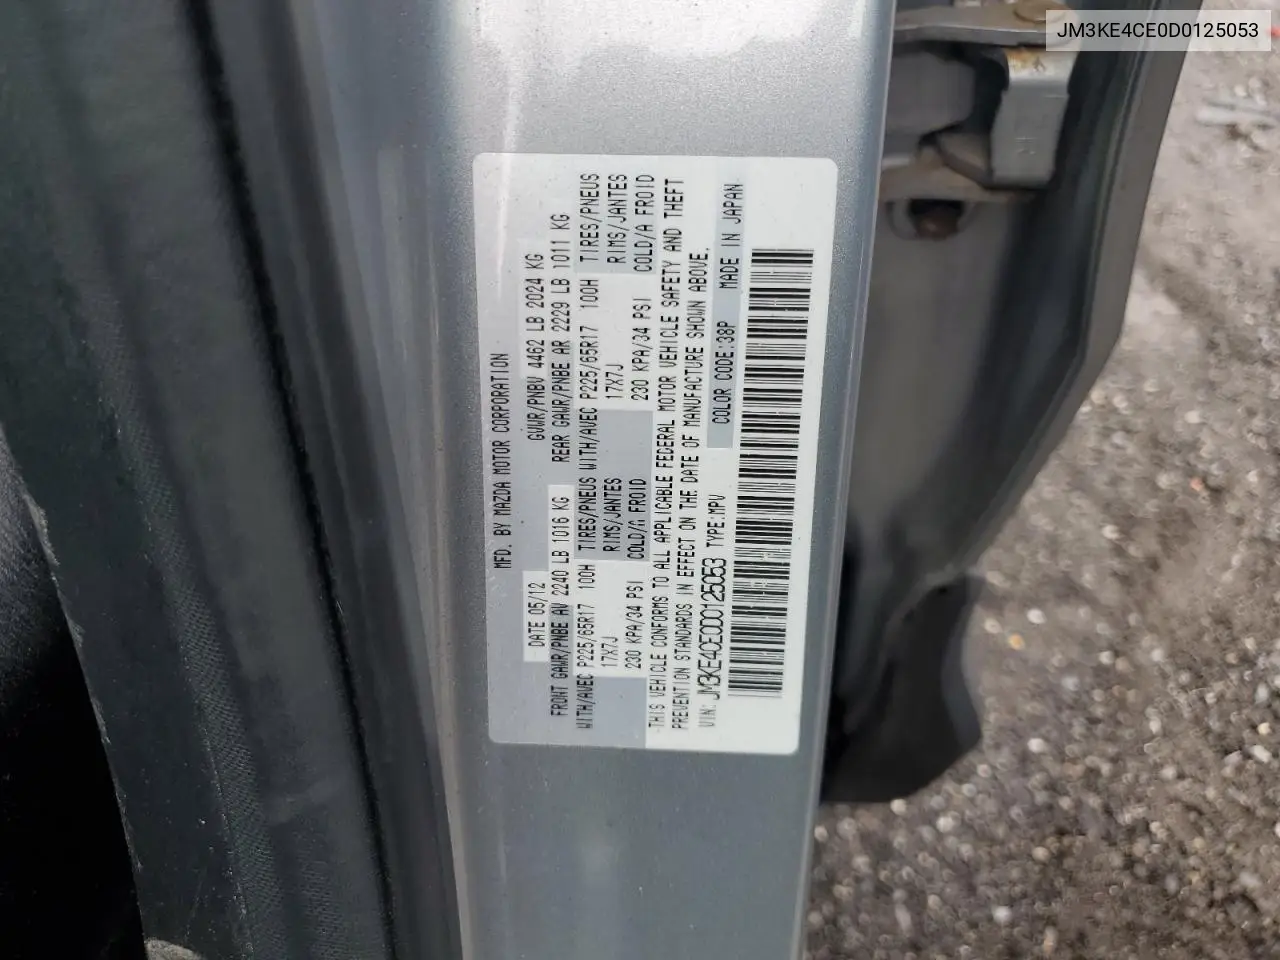 JM3KE4CE0D0125053
MFD. BY MAZDA MOTOR CORPORATION
DATE 05/12 GVWR/PNBV 4462 LB 2024 KG
FRONT GAWR/PNBE AV 2240 LB 1016 KG REAR GAWR/PNBE AR 2229 LB 1011 KG
WITH/AVEC P225/65R17 100H TIRES/PNEUS WITH/AVEC P225/65R17 100H TIRES/PNEUS
17X7J RIMS/JANTES 17X7J RIMS/JANTES
230 KPA/34 PSI COLD/A FROID 230 KPA/34 PSI COLD/A FROID
THIS VEHICLE CONFORMS TO ALL APPLICABLE FEDERAL MOTOR VEHICLE SAFETY AND THEFT
PREVENTION STANDARDS IN EFFECT ON THE DATE OF MANUFACTURE SHOWN ABOVE.
VIN: JM3KE4CE0D0125053 TYPE:MPV COLOR CODE:38P MADE IN JAPAN